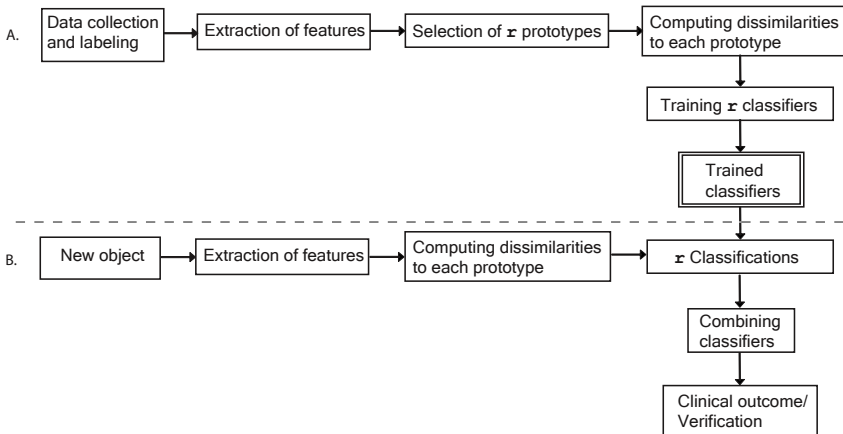 A.
Data collection
and labeling
Extraction of features
Selection of r prototypes
Computing dissimilarities
to each prototype
Training r classifiers
Trained
classifiers
B.
New object
Extraction of features
Computing dissimilarities
to each prototype
r Classifications
Combining
classifiers
Clinical outcome/
Verification